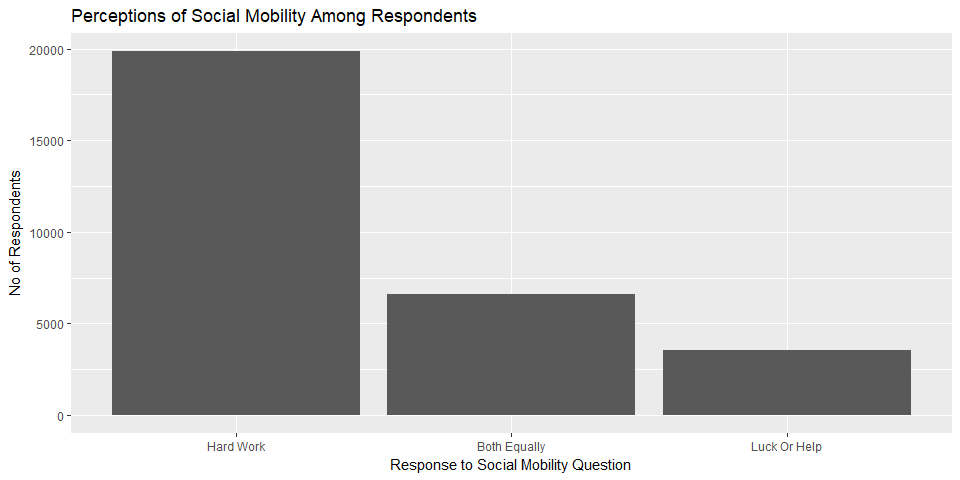 Perceptions of Social Mobility Among Respondents
No of Respondents
20000
15000
10000
5000
0
Hard Work
Both Equally
Luck Or Help
Response to Social Mobility Question